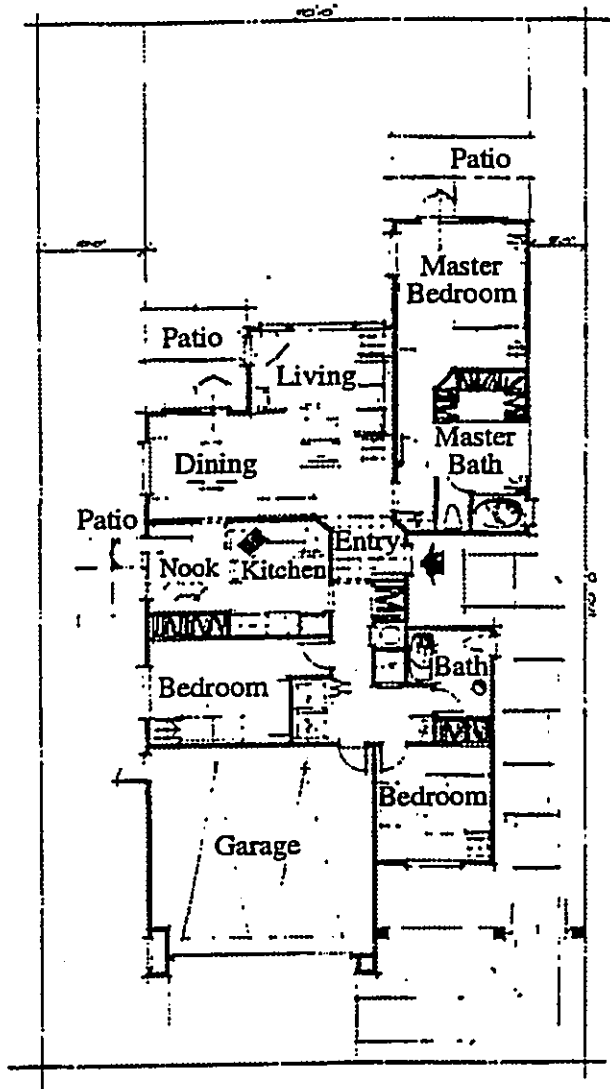 Patio
Master
Bedroom
Patio
Living
Master
Bath
Dining
Patio
Entry
Nook
Kitchen
Bath
Bedroom
Bedroom
Garage